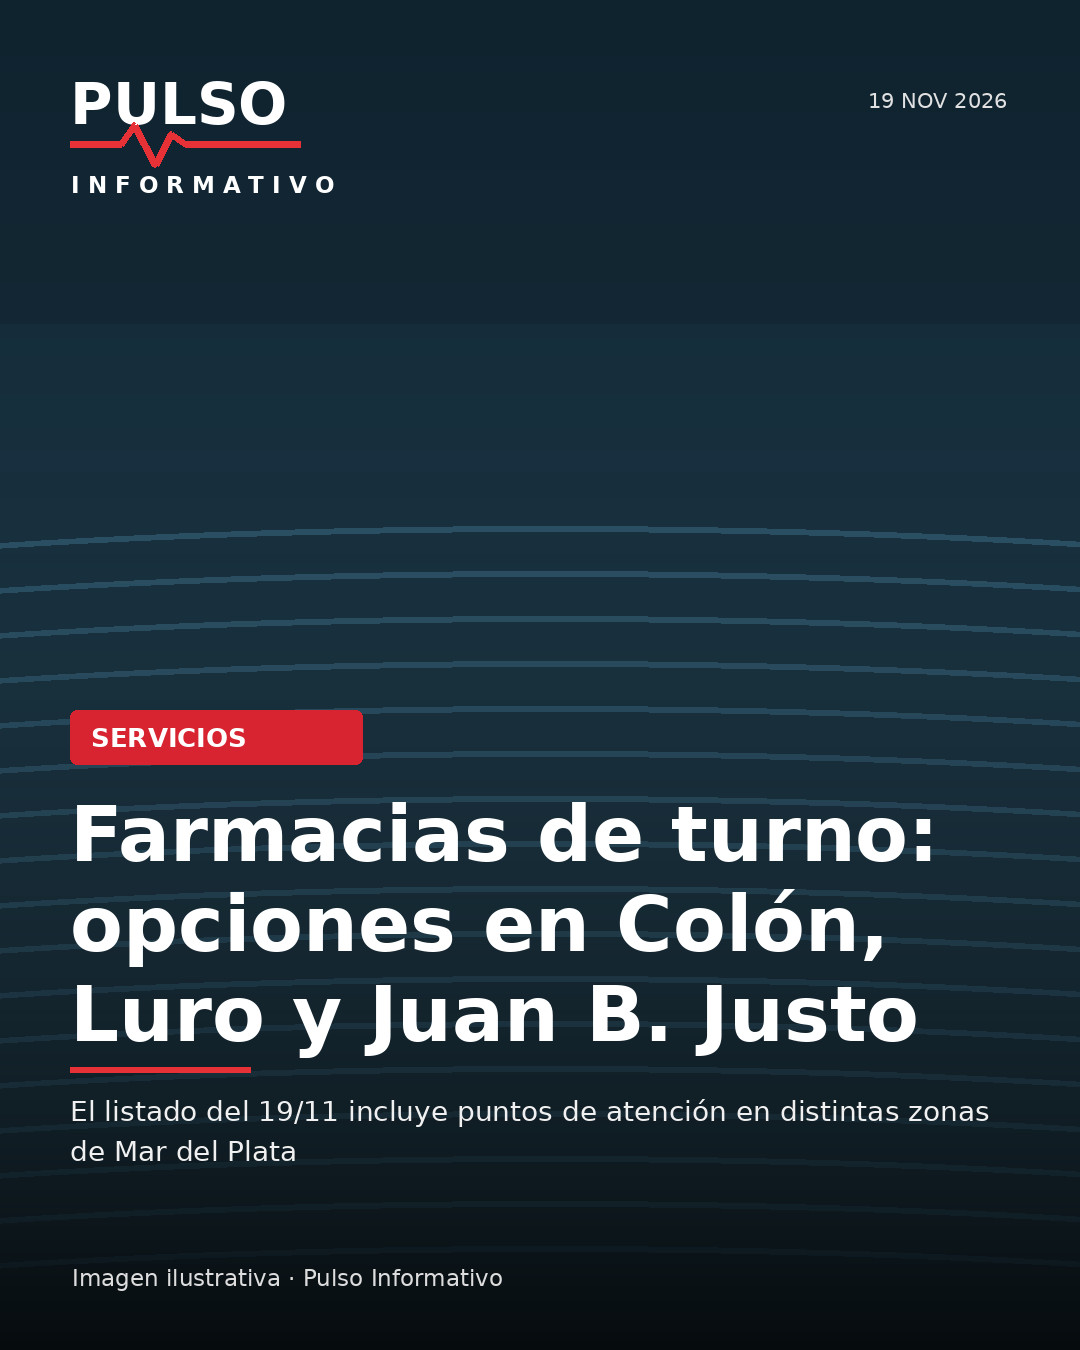 PULSO
INFORMATIVO
19 NOV 2026
SERVICIOS
Farmacias de turno:
opciones en Colón,
Luro y Juan B. Justo
El listado del 19/11 incluye puntos de atención en distintas zonas
de Mar del Plata
Imagen ilustrativa · Pulso Informativo